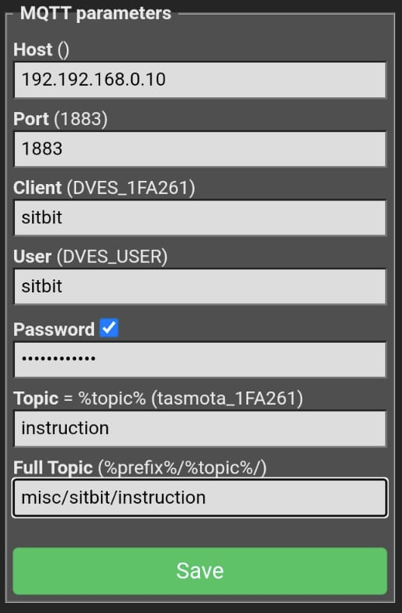 MQTT parameters
Host ()
192.192.168.0.10
Port (1883)
1883
Client (DVES_1FA261)
sitbit
User (DVES_USER)
sitbit
Password
••••••••••••
Topic = %topic% (tasmota_1FA261)
instruction
Full Topic (%prefix%/%topic%/)
misc/sitbit/instruction
Save